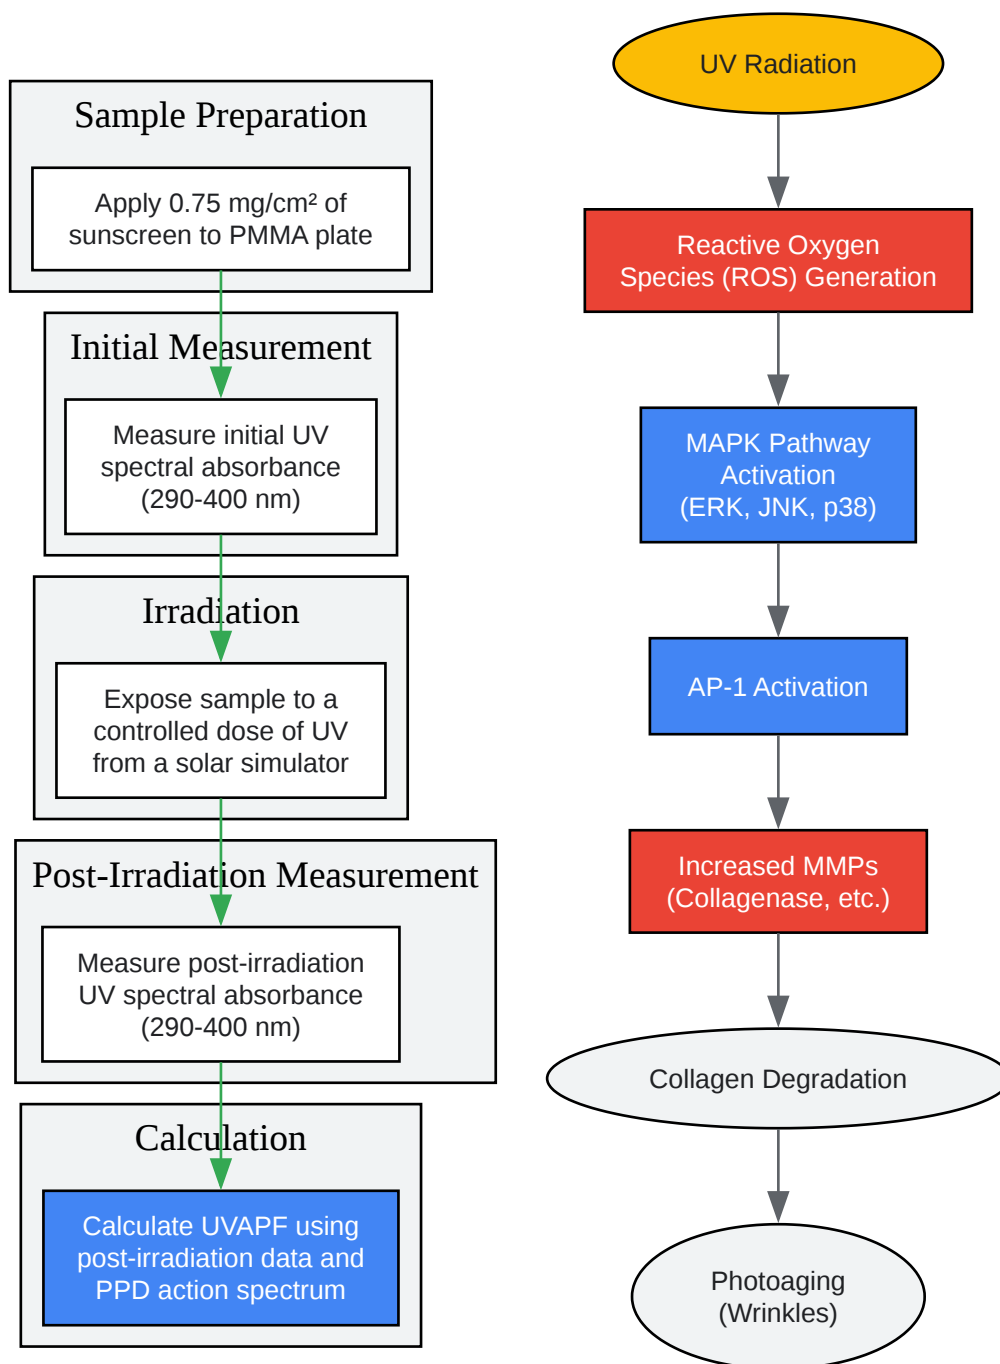 Sample Preparation
Apply 0.75 mg/cm² of
sunscreen to PMMA plate
Initial Measurement
Measure initial UV
spectral absorbance
(290-400 nm)
Irradiation
Expose sample to a
controlled dose of UV
from a solar simulator
Post-Irradiation Measurement
Measure post-irradiation
UV spectral absorbance
(290-400 nm)
Calculation
Calculate UVAPF using
post-irradiation data and
PPD action spectrum
UV Radiation
Reactive Oxygen
Species (ROS) Generation
MAPK Pathway
Activation
(ERK, JNK, p38)
AP-1 Activation
Increased MMPs
(Collagenase, etc.)
Collagen Degradation
Photoaging
(Wrinkles)